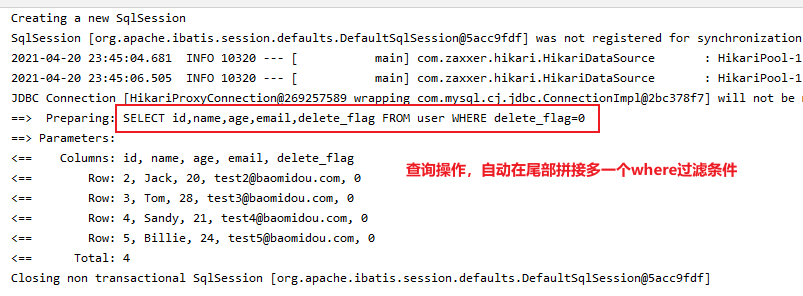 Creating a new SqlSession
SqlSession [org.apache.ibatis.session.defaults.DefaultSqlSession@5acc9fdf] was not registered for synchronization
2021-04-20 23:45:04.681  INFO 10320 --- [           main] com.zaxxer.hikari.HikariDataSource       : HikariPool-1
2021-04-20 23:45:06.505  INFO 10320 --- [           main] com.zaxxer.hikari.HikariDataSource       : HikariPool-1
JDBC Connection [HikariProxyConnection@269257589 wrapping com.mysql.cj.jdbc.ConnectionImpl@2bc378f7] will not be
==>  Preparing: SELECT id,name,age,email,delete_flag FROM user WHERE delete_flag=0
==> Parameters:
<==    Columns: id, name, age, email, delete_flag
查询操作，自动在尾部拼接多一个where过滤条件
<==        Row: 2, Jack, 20, test2@baomidou.com, 0
<==        Row: 3, Tom, 28, test3@baomidou.com, 0
<==        Row: 4, Sandy, 21, test4@baomidou.com, 0
<==        Row: 5, Billie, 24, test5@baomidou.com, 0
<==      Total: 4
Closing non transactional SqlSession [org.apache.ibatis.session.defaults.DefaultSqlSession@5acc9fdf]